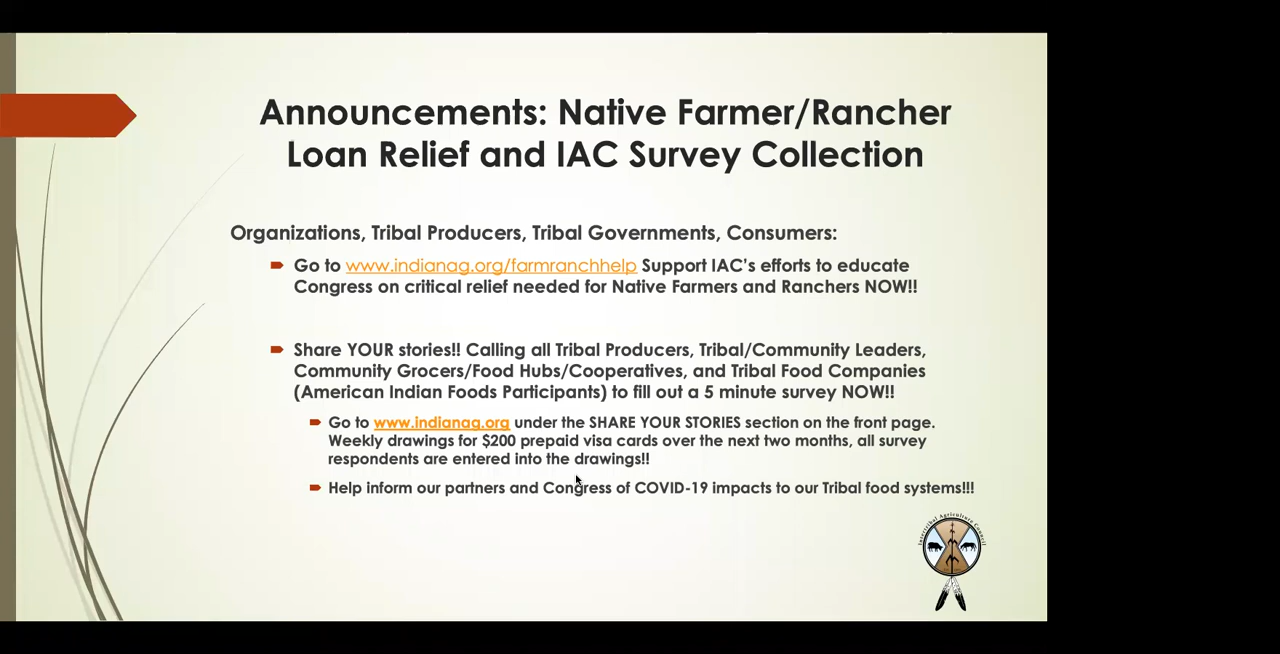 Announcements: Native Farmer/Rancher
Loan Relief and IAC Survey Collection
Organizations, Tribal Producers, Tribal Governments, Consumers:
Go to www.indianag.org/farmranchhelp Support IAC's efforts to educate
Congress on critical relief needed for Native Farmers and Ranchers NOW!!
Share YOUR stories!! Calling all Tribal Producers, Tribal/Community Leaders,
Community Grocers/Food Hubs/Cooperatives, and Tribal Food Companies
(American Indian Foods Participants) to fill out a 5 minute survey NOW!!
Go to www.indianag.org under the SHARE YOUR STORIES section on the front page.
Weekly drawings for $200 prepaid visa cards over the next two months, all survey
respondents are entered into the drawings!!
Help inform our partners and Congress of COVID-19 impacts to our Tribal food systems!!!
Intertribal Agriculture Council